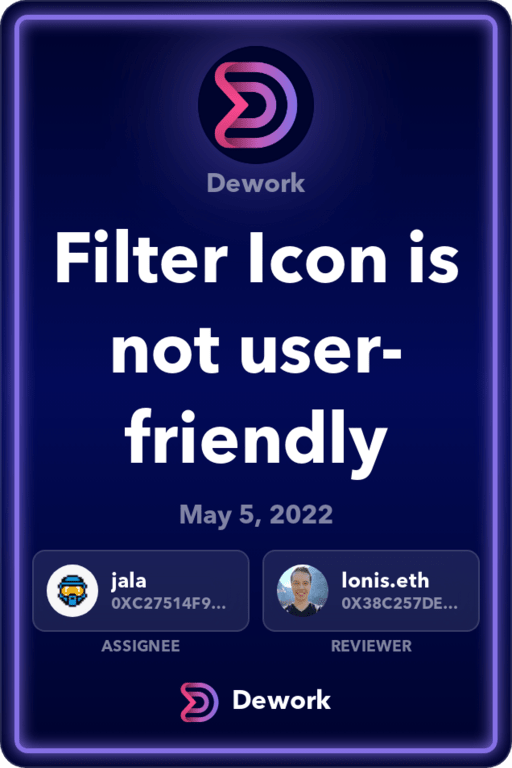 Dework
Filter Icon is
not user-
friendly
May 5, 2022
jala
0XC27514F9...
ASSIGNEE
lonis.eth
0X38C257DE...
REVIEWER
Dework